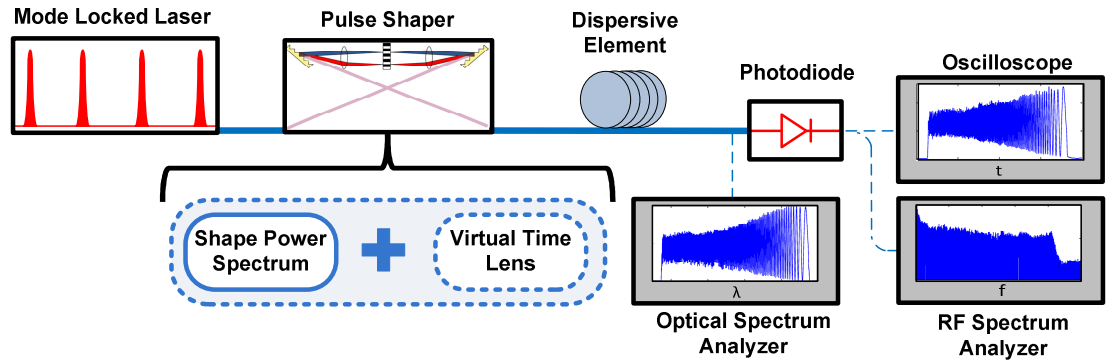 Mode Locked Laser
Pulse Shaper
Dispersive
Element
Photodiode
Oscilloscope
t
Shape Power
Spectrum
Virtual Time
Lens
λ
f
Optical Spectrum
Analyzer
RF Spectrum
Analyzer